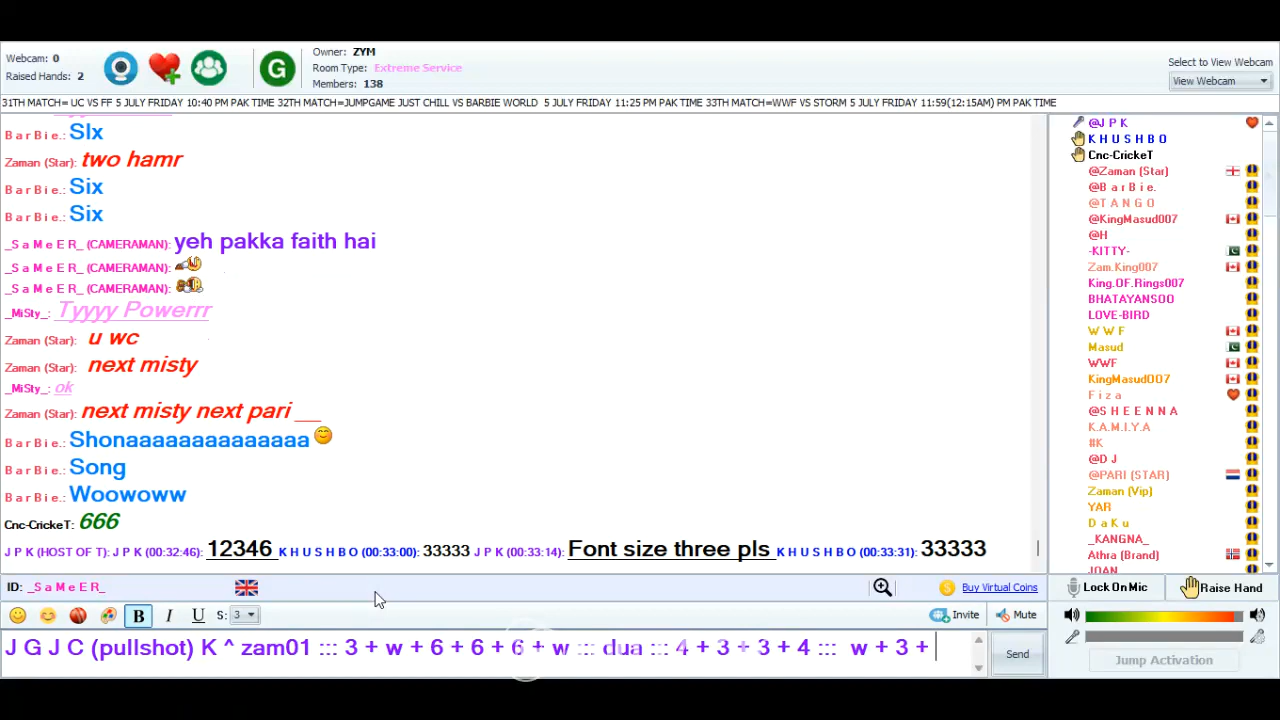 Webcam: 0
Raised Hands: 2
G
Owner: ZYM
Room Type: Extreme Service
Members: 138
Select to View Webcam
View Webcam
31TH MATCH= UC VS FF 5 JULY FRIDAY 10:40 PM PAK TIME 32TH MATCH=JUMPGAME JUST CHILL VS BARBIE WORLD 5 JULY FRIDAY 11:25 PM PAK TIME 33TH MATCH=WWF VS STORM 5 JULY FRIDAY 11:59(12:15AM) PM PAK TIME
B a r B i e.: SIx
Zaman (Star): two hamr
B a r B i e.: Six
B a r B i e.: Six
_S a M e E R_ (CAMERAMAN): yeh pakka faith hai
_S a M e E R_ (CAMERAMAN):
_S a M e E R_ (CAMERAMAN):
_MiSty_: Tyyyy Powerrr
Zaman (Star): u wc
Zaman (Star): next misty
_MiSty_: ok
Zaman (Star): next misty next pari __
B a r B i e.: Shonaaaaaaaaaaaaaa
B a r B i e.: Song
B a r B i e.: Woowoww
Cnc-CrickeT: 666
J P K (HOST OF T): J P K (00:32:46): 12346 K H U S H B O (00:33:00): 33333 J P K (00:33:14): Font size three pls K H U S H B O (00:33:31): 33333
@J P K
K H U S H B O
Cnc-CrickeT
@Zaman (Star)
@B a r B i e.
@T A N G O
@KingMasud007
@H
-KITTY-
Zam.King007
King.OF.Rings007
BHATAYANSOO
LOVE-BIRD
W W F
Masud
WWF
KingMasud007
F i z a
@S H E E N N A
K.A.M.I.Y.A
#K
@D J
@PARI (STAR)
Zaman (Vip)
YAR
D a K u
_KANGNA_
Athra (Brand)
ID: _S a M e E R_
Buy Virtual Coins
Lock On Mic
Raise Hand
B I U S: 3
Invite
Mute
J G J C (pullshot) K ^ zam01 ::: 3 + w + 6 + 6 + 6 + w ::: dua ::: 4 + 3 + 3 + 4 ::: w + 3 +
Send
Jump Activation